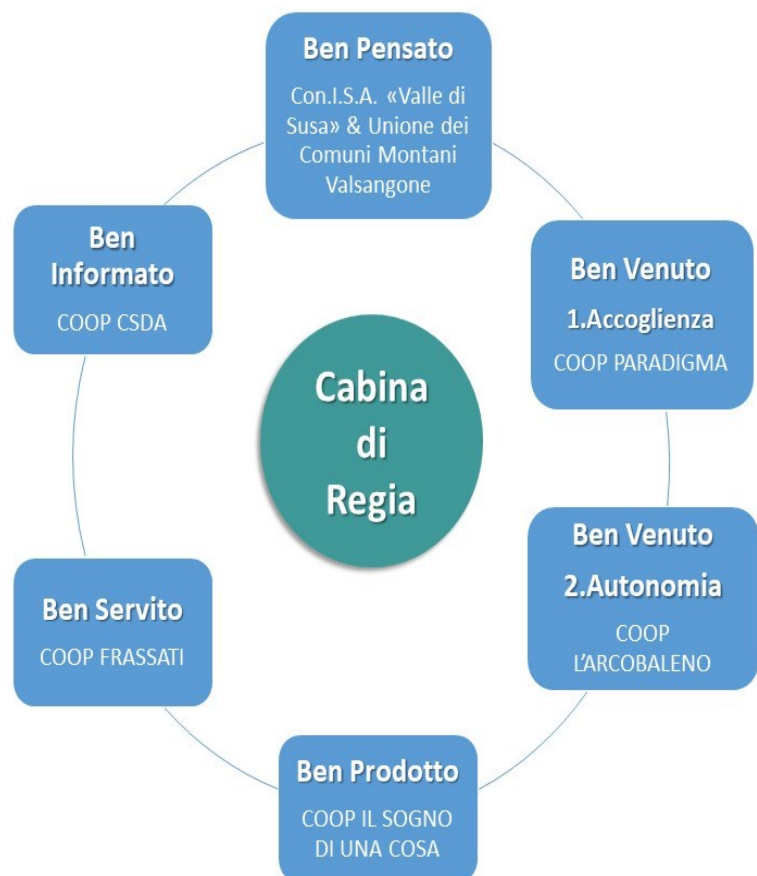 Ben Pensato
Con.I.S.A. «Valle di
Susa» & Unione dei
Comuni Montani
Valsangone
Ben
Informato
COOP CSDA
Ben Venuto
1.Accoglienza
COOP PARADIGMA
Cabina
di
Regia
Ben Venuto
2.Autonomia
COOP
L'ARCOBALENO
Ben Servito
COOP FRASSATI
Ben Prodotto
COOP IL SOGNO
DI UNA COSA